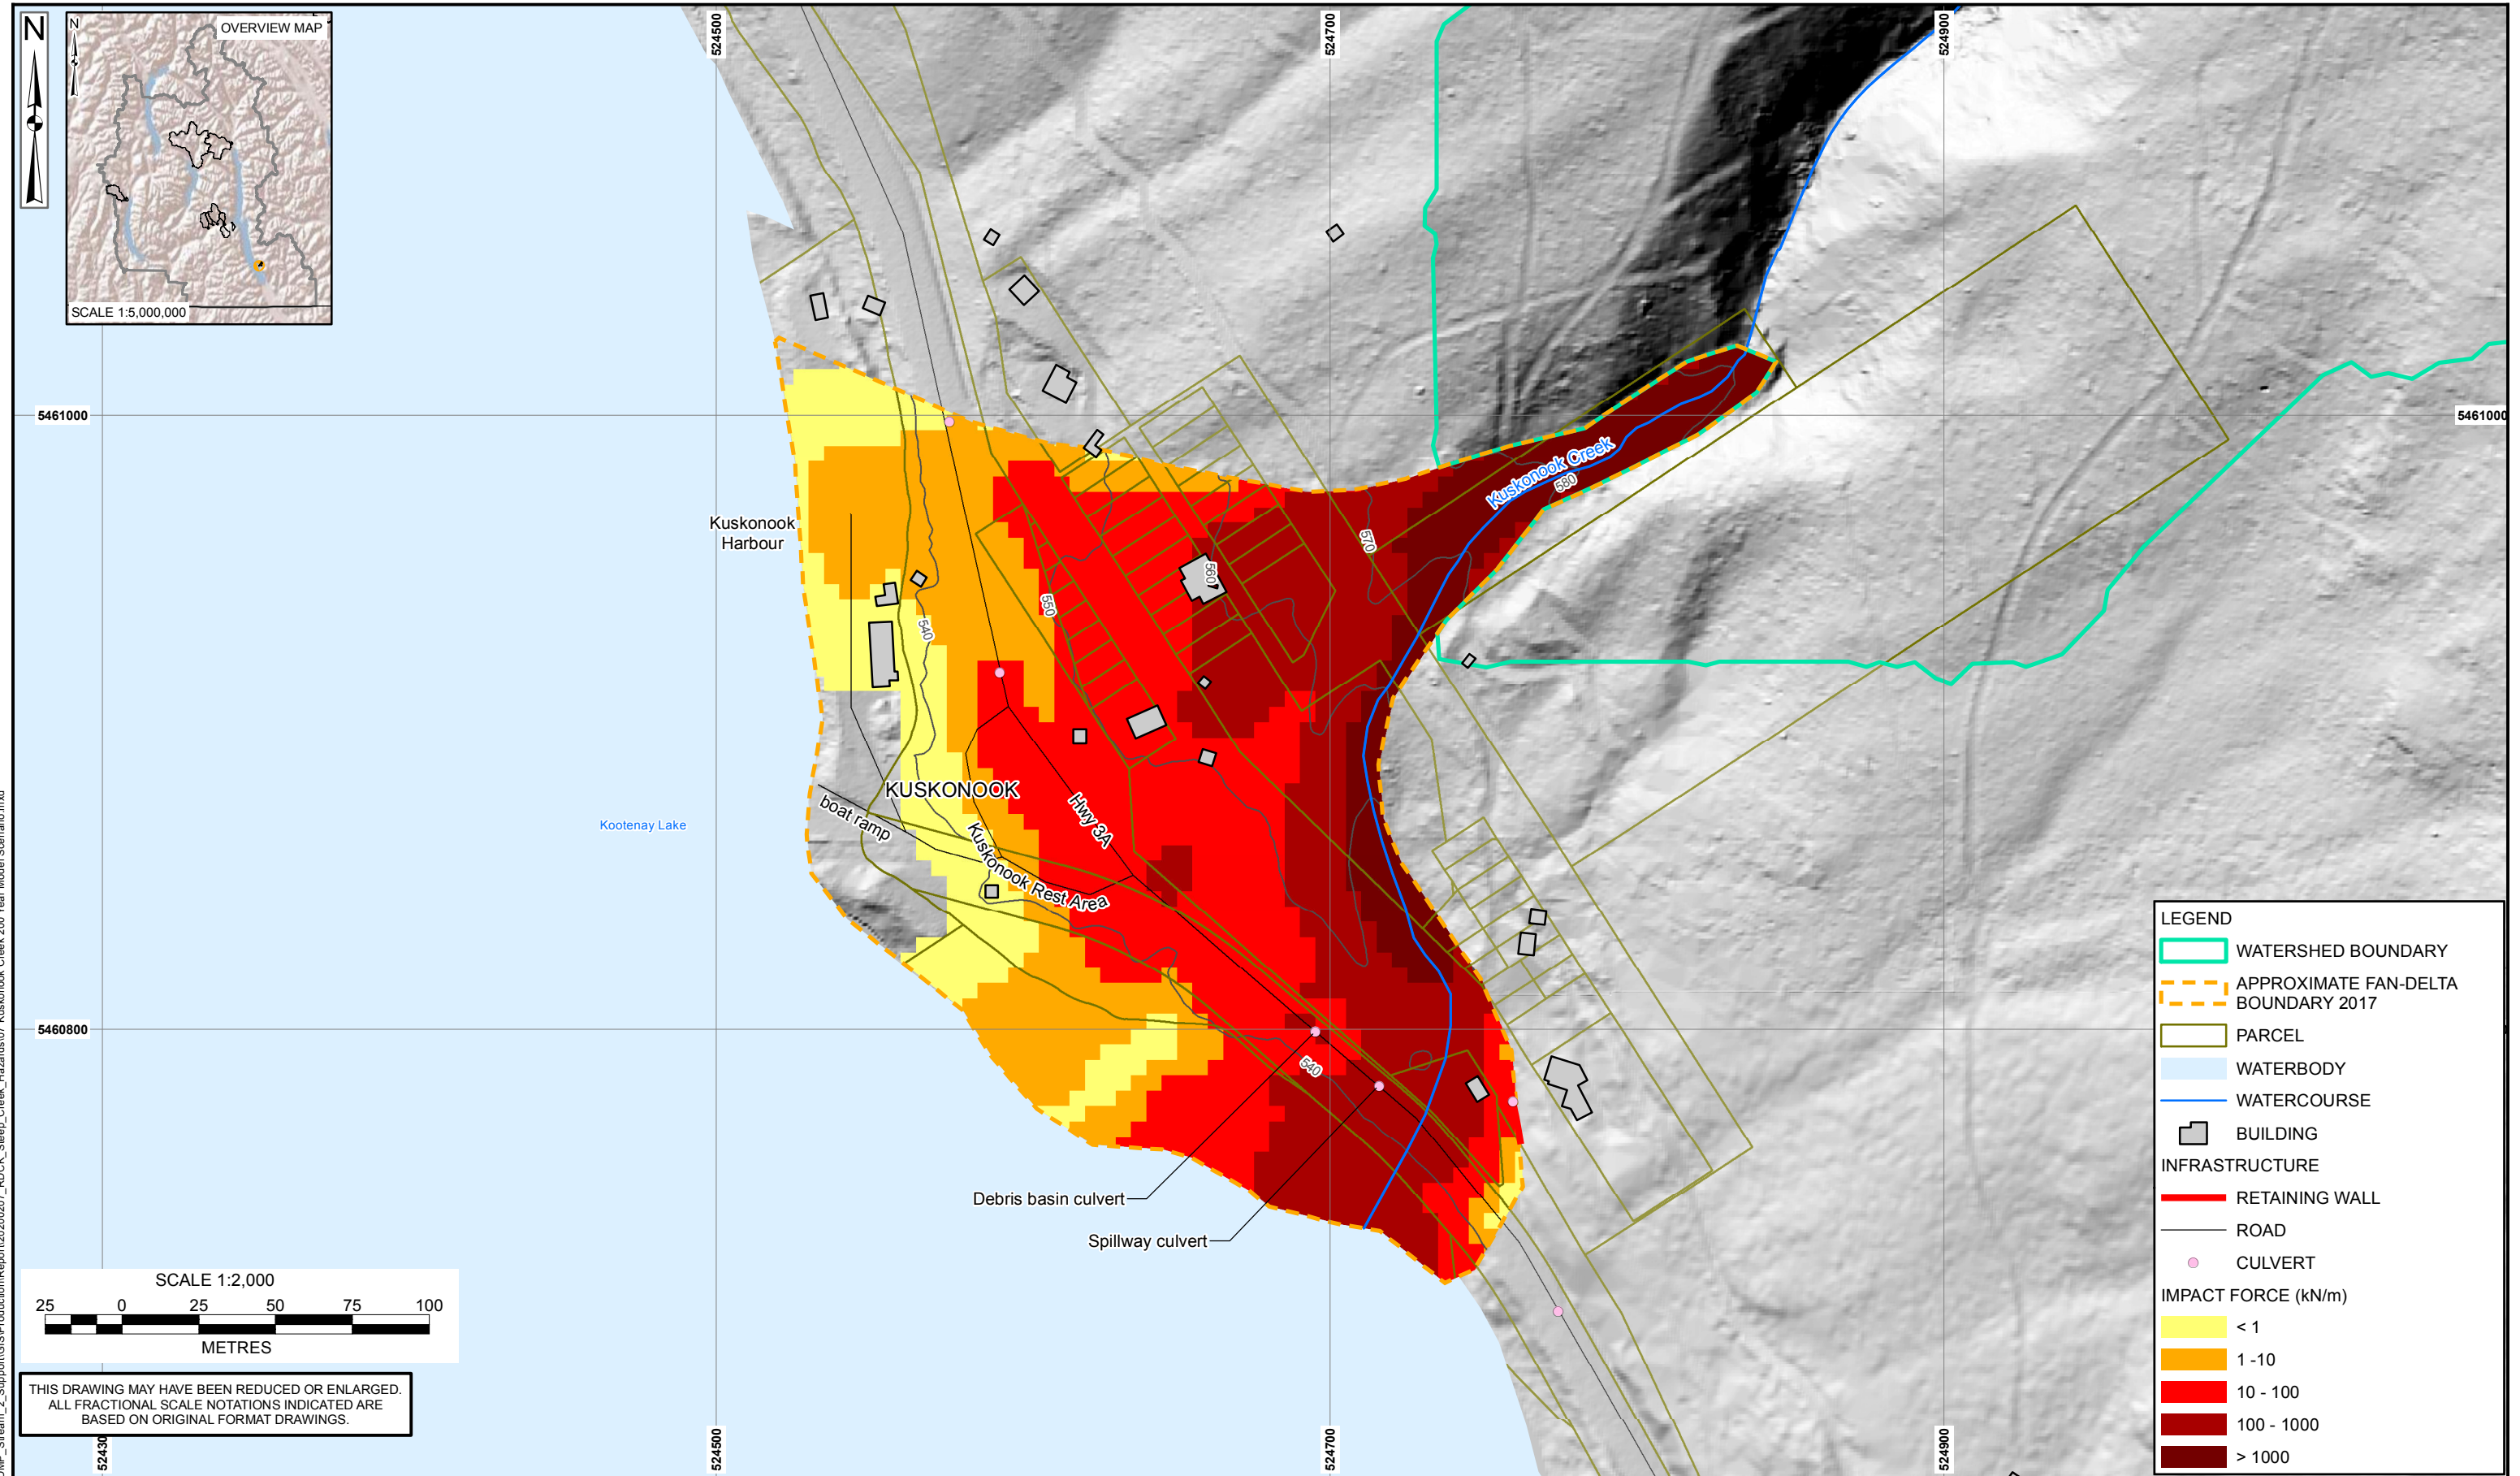 N
N
OVERVIEW MAP
SCALE 1:5,000,000
524500
524700
524900
5461000
5461000
Kuskonook Creek
580
570
560
550
540
Kuskonook
Harbour
Kootenay Lake
KUSKONOOK
boat ramp
Hwy 3A
Kuskonook Rest Area
5460800
540
Debris basin culvert
Spillway culvert
SCALE 1:2,000
25 0 25 50 75 100
METRES
THIS DRAWING MAY HAVE BEEN REDUCED OR ENLARGED.
ALL FRACTIONAL SCALE NOTATIONS INDICATED ARE
BASED ON ORIGINAL FORMAT DRAWINGS.
524500
524700
524900
LEGEND
WATERSHED BOUNDARY
APPROXIMATE FAN-DELTA
BOUNDARY 2017
PARCEL
WATERBODY
WATERCOURSE
BUILDING
INFRASTRUCTURE
RETAINING WALL
ROAD
CULVERT
IMPACT FORCE (kN/m)
< 1
1 -10
10 - 100
100 - 1000
> 1000